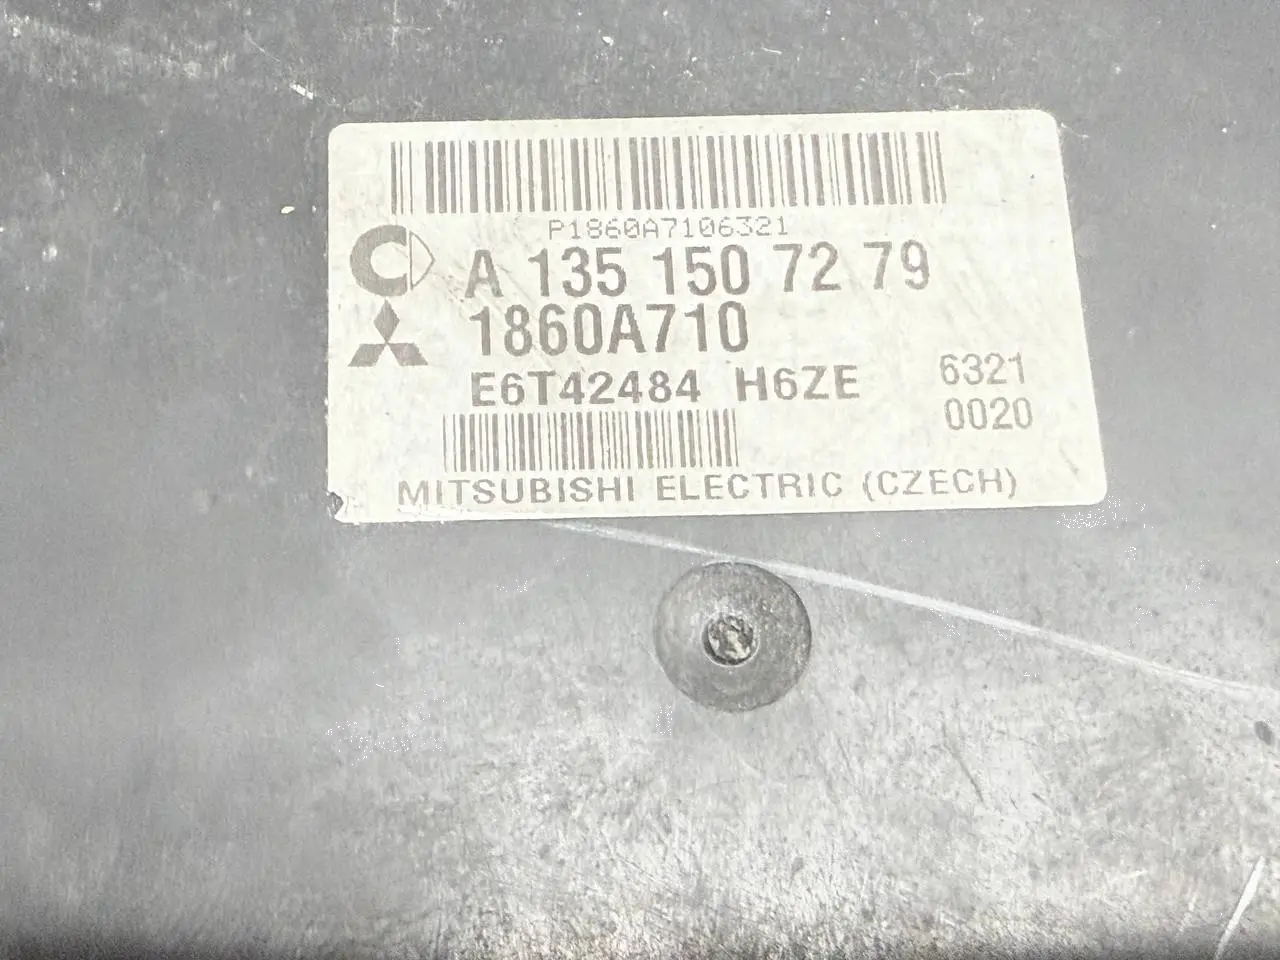 P1860A7106321
A 135 150 72 79
1860A710
E6T42484 H6ZE
6321
0020
MITSUBISHI ELECTRIC (CZECH)